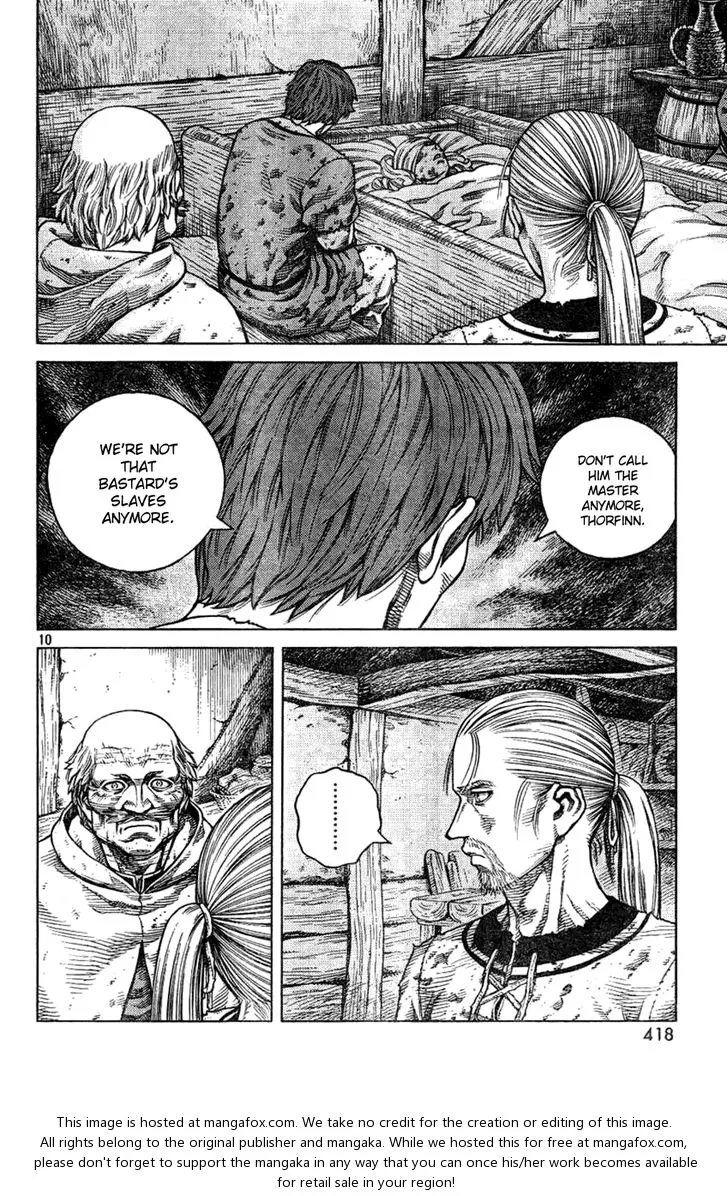 DON'T CALL
HIM THE
MASTER
ANYMORE,
THORFINN.
WE'RE NOT
THAT
BASTARD'S
SLAVES
ANYMORE.
10
.........
418
This image is hosted at mangafox.com. We take no credit for the creation or editing of this image.
All rights belong to the original publisher and mangaka. While we hosted this for free at mangafox.com,
please don't forget to support the mangaka in any way that you can once his/her work becomes available
for retail sale in your region!